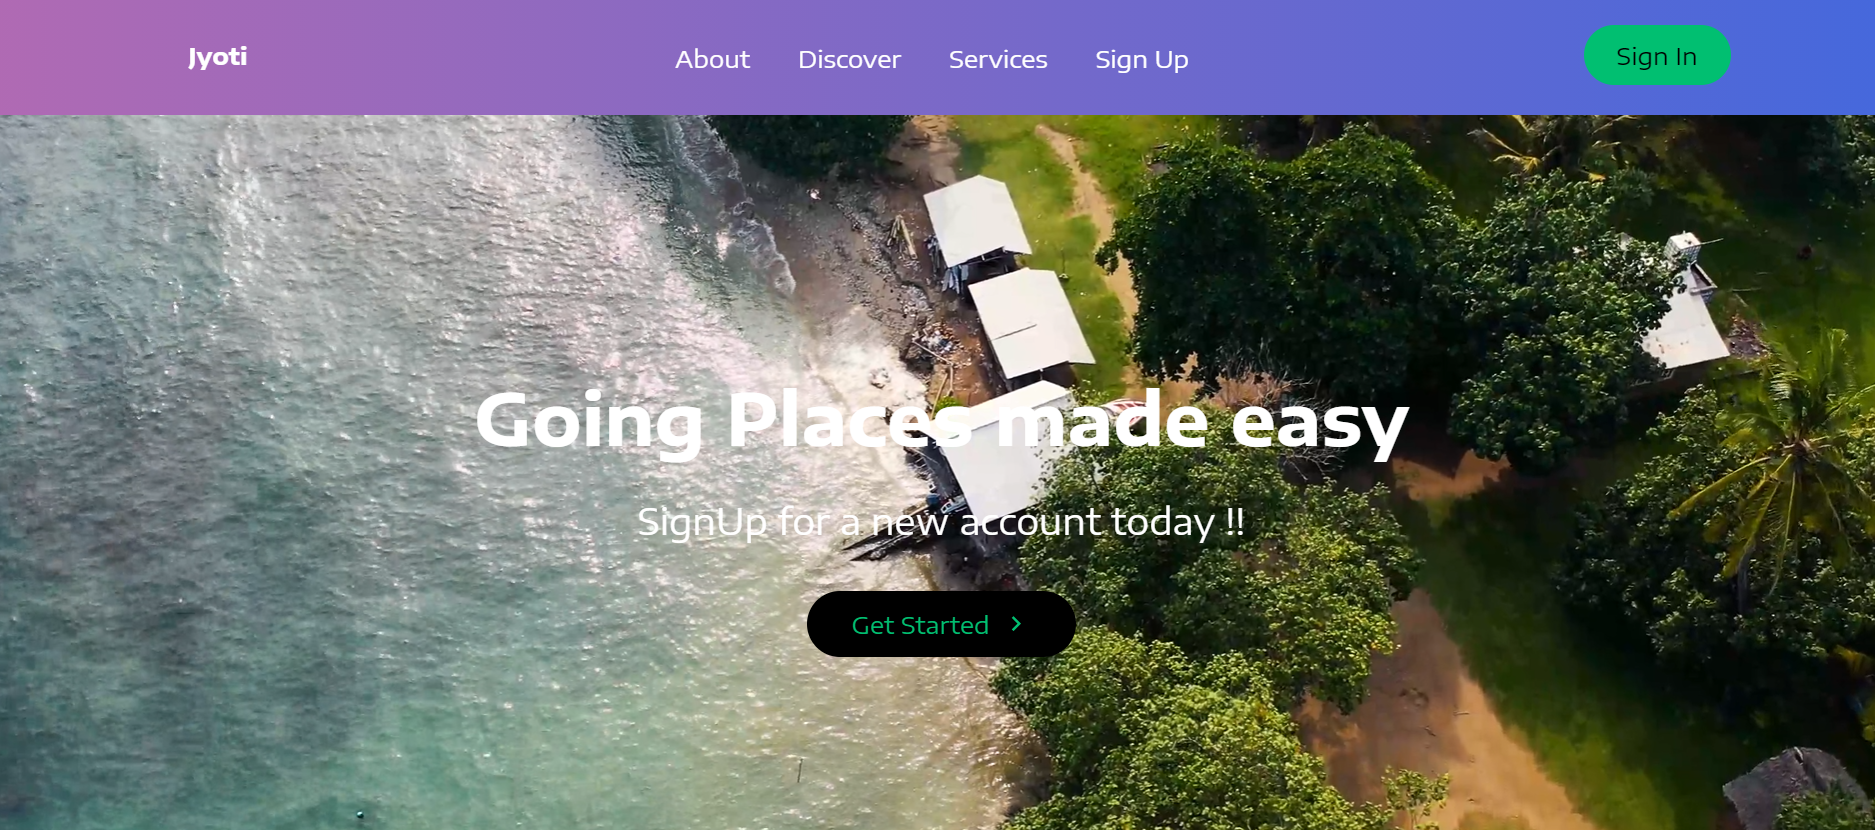 Jyoti
About Discover Services Sign Up
Sign In
Going Places made easy
SignUp for a new account today !!
Get Started